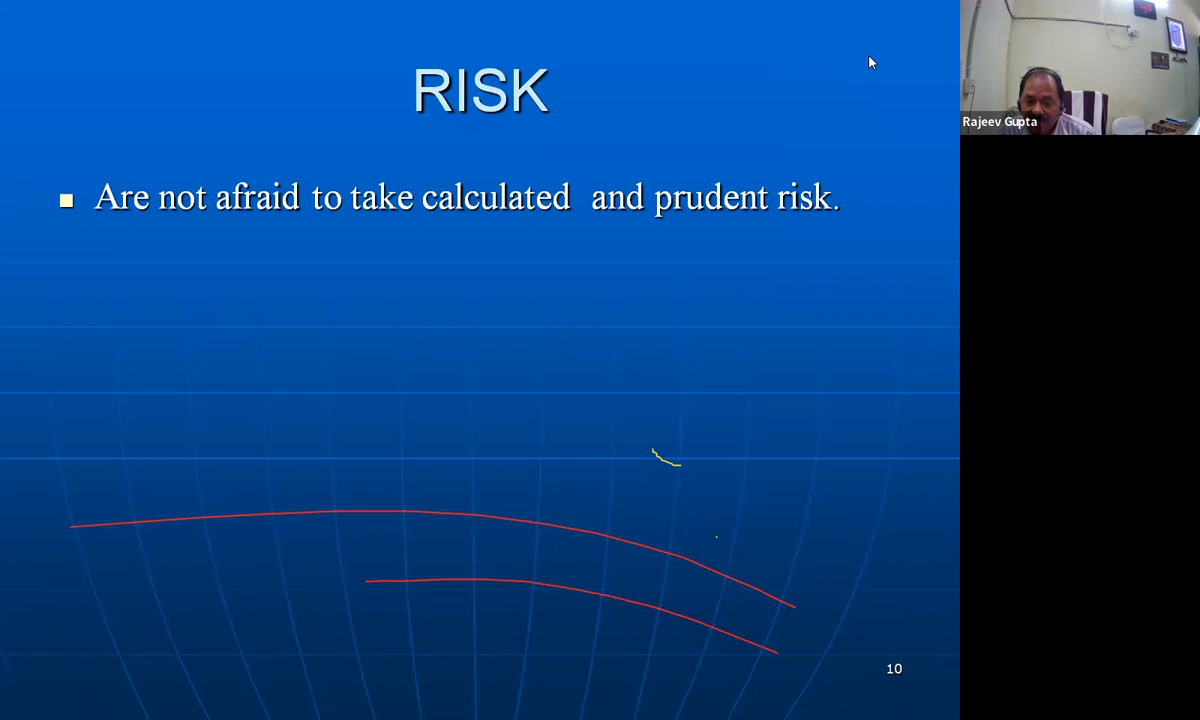 RISK
Are not afraid to take calculated and prudent risk.
10
Rajeev Gupta